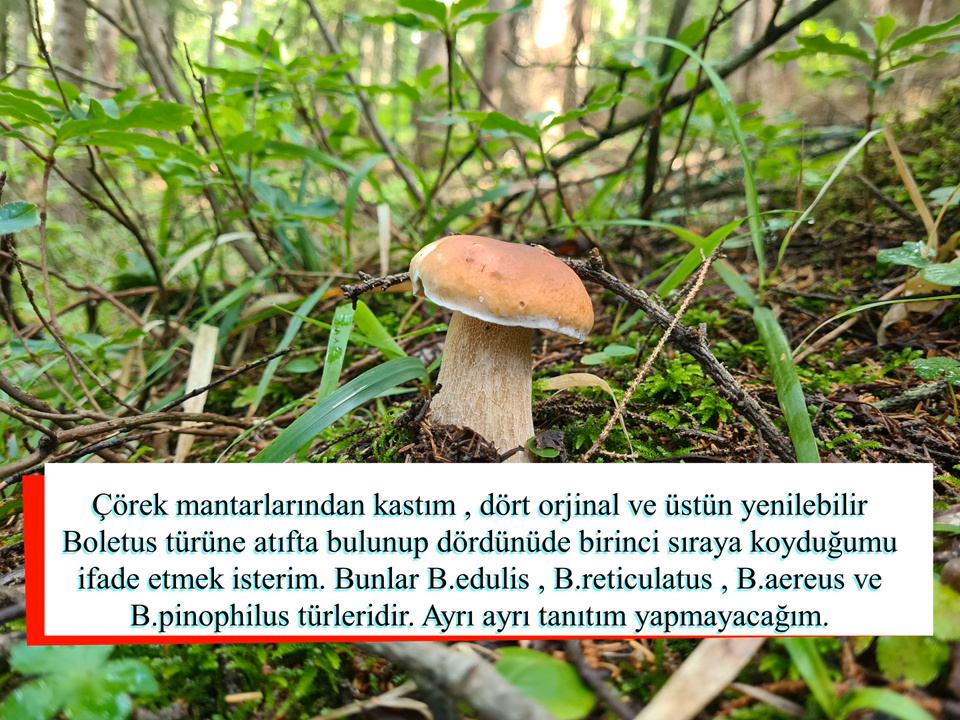 Çörek mantarlarından kastım , dört orjinal ve üstün yenilebilir
Boletus türüne atıfta bulunup dördünüde birinci sıraya koyduğumu
ifade etmek isterim. Bunlar B.edulis , B.reticulatus , B.aereus ve
B.pinophilus türleridir. Ayrı ayrı tanıtım yapmayacağım.